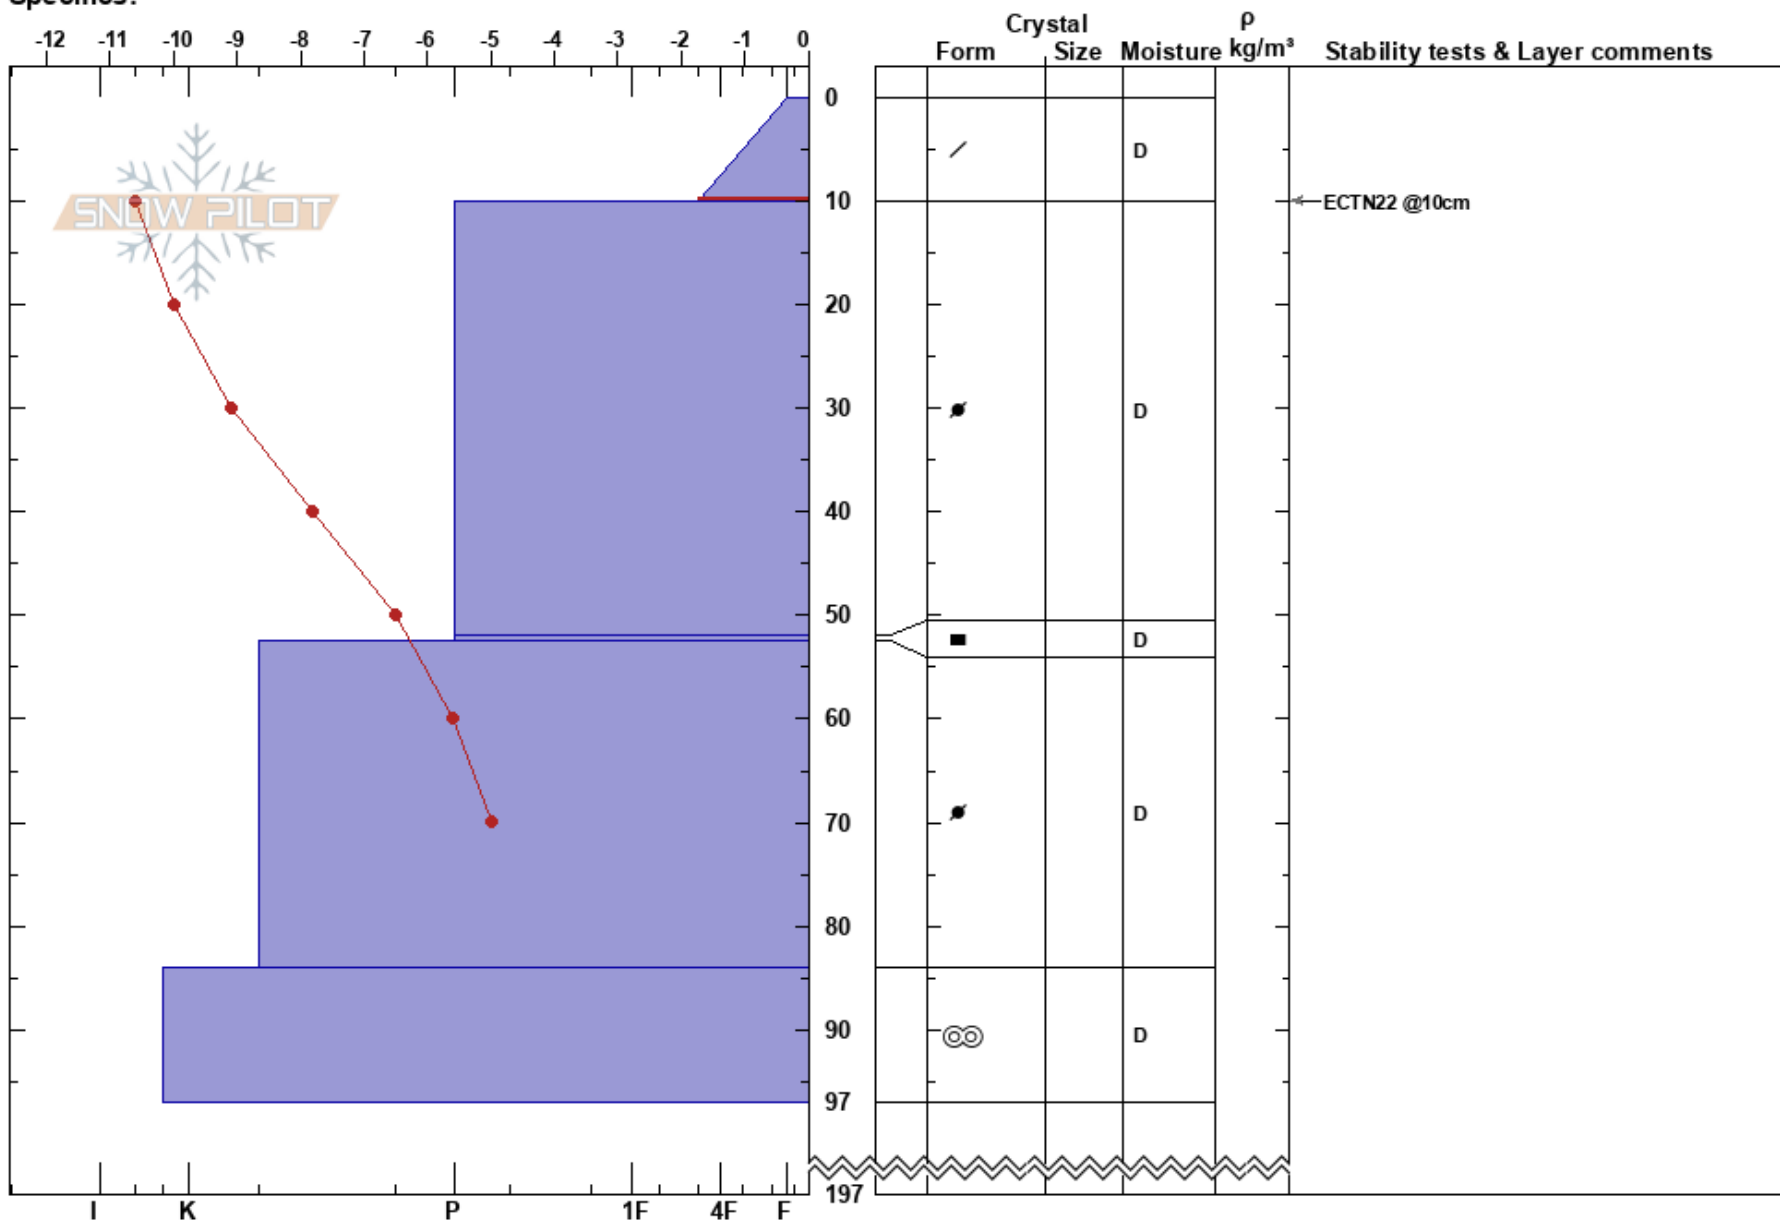 Specifics:
Crystal ρ
-12 -11 -10 -9 -8 -7 -6 -5 -4 -3 -2 -1 0
Form Size Moisture kg/m³ Stability tests & Layer comments
0
D
SNOW PILOT
10
ECTN22 @10cm
20
30
D
40
50
D
60
70
D
80
90
D
97
197
I K P 1F 4F F